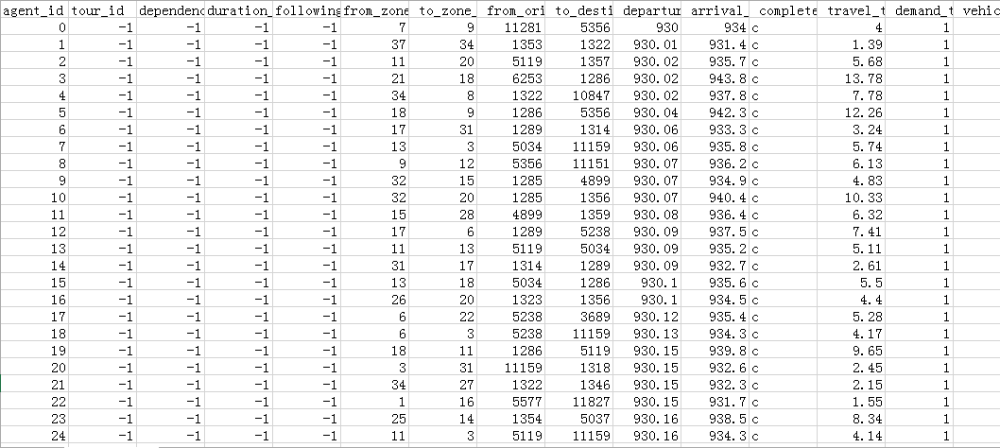 agent_id tour_id dependenc duration_ following from_zone to_zone_ from_ori to_desti departur arrival_ complete travel_t demand_t vehic
0 -1 -1 -1 -1 7 9 11281 5356 930 934 c 4 1
1 -1 -1 -1 -1 37 34 1353 1322 930.01 931.4 c 1.39 1
2 -1 -1 -1 -1 11 20 5119 1357 930.02 935.7 c 5.68 1
3 -1 -1 -1 -1 21 18 6253 1286 930.02 943.8 c 13.78 1
4 -1 -1 -1 -1 34 8 1322 10847 930.02 937.8 c 7.78 1
5 -1 -1 -1 -1 18 9 1286 5356 930.04 942.3 c 12.26 1
6 -1 -1 -1 -1 17 31 1289 1314 930.06 933.3 c 3.24 1
7 -1 -1 -1 -1 13 3 5034 11159 930.06 935.8 c 5.74 1
8 -1 -1 -1 -1 9 12 5356 11151 930.07 936.2 c 6.13 1
9 -1 -1 -1 -1 32 15 1285 4899 930.07 934.9 c 4.83 1
10 -1 -1 -1 -1 32 20 1285 1356 930.07 940.4 c 10.33 1
11 -1 -1 -1 -1 15 28 4899 1359 930.08 936.4 c 6.32 1
12 -1 -1 -1 -1 17 6 1289 5238 930.09 937.5 c 7.41 1
13 -1 -1 -1 -1 11 13 5119 5034 930.09 935.2 c 5.11 1
14 -1 -1 -1 -1 31 17 1314 1289 930.09 932.7 c 2.61 1
15 -1 -1 -1 -1 13 18 5034 1286 930.1 935.6 c 5.5 1
16 -1 -1 -1 -1 26 20 1323 1356 930.1 934.5 c 4.4 1
17 -1 -1 -1 -1 6 22 5238 3689 930.12 935.4 c 5.28 1
18 -1 -1 -1 -1 6 3 5238 11159 930.13 934.3 c 4.17 1
19 -1 -1 -1 -1 18 11 1286 5119 930.15 939.8 c 9.65 1
20 -1 -1 -1 -1 3 31 11159 1318 930.15 932.6 c 2.45 1
21 -1 -1 -1 -1 34 27 1322 1346 930.15 932.3 c 2.15 1
22 -1 -1 -1 -1 1 16 5577 11827 930.15 931.7 c 1.55 1
23 -1 -1 -1 -1 25 14 1354 5037 930.16 938.5 c 8.34 1
24 -1 -1 -1 -1 11 3 5119 11159 930.16 934.3 c 4.14 1